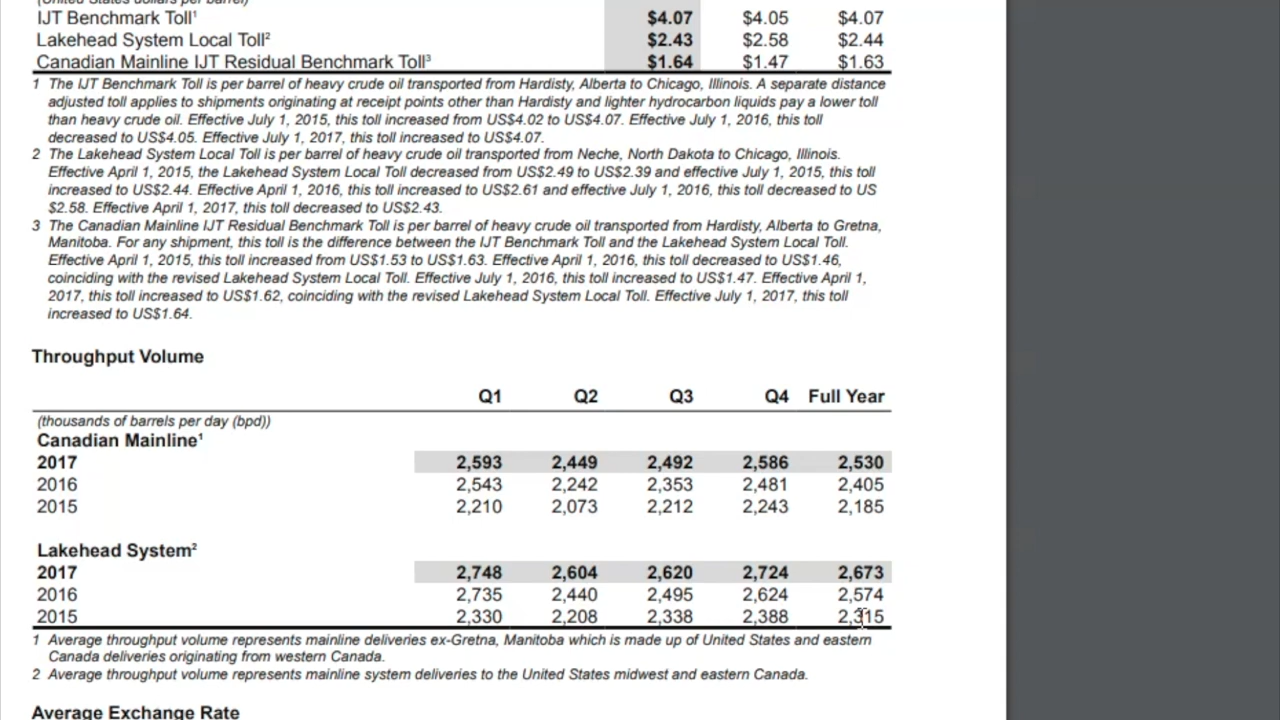 (United States dollars per barrel)
IJT Benchmark Toll¹ $4.07 $4.05 $4.07
Lakehead System Local Toll² $2.43 $2.58 $2.44
Canadian Mainline IJT Residual Benchmark Toll³ $1.64 $1.47 $1.63
1 The IJT Benchmark Toll is per barrel of heavy crude oil transported from Hardisty, Alberta to Chicago, Illinois. A separate distance
adjusted toll applies to shipments originating at receipt points other than Hardisty and lighter hydrocarbon liquids pay a lower toll
than heavy crude oil. Effective July 1, 2015, this toll increased from US$4.02 to US$4.07. Effective July 1, 2016, this toll
decreased to US$4.05. Effective July 1, 2017, this toll increased to US$4.07.
2 The Lakehead System Local Toll is per barrel of heavy crude oil transported from Neche, North Dakota to Chicago, Illinois.
Effective April 1, 2015, the Lakehead System Local Toll decreased from US$2.49 to US$2.39 and effective July 1, 2015, this toll
increased to US$2.44. Effective April 1, 2016, this toll increased to US$2.61 and effective July 1, 2016, this toll decreased to US
$2.58. Effective April 1, 2017, this toll decreased to US$2.43.
3 The Canadian Mainline IJT Residual Benchmark Toll is per barrel of heavy crude oil transported from Hardisty, Alberta to Gretna,
Manitoba. For any shipment, this toll is the difference between the IJT Benchmark Toll and the Lakehead System Local Toll.
Effective April 1, 2015, this toll increased from US$1.53 to US$1.63. Effective April 1, 2016, this toll decreased to US$1.46,
coinciding with the revised Lakehead System Local Toll. Effective July 1, 2016, this toll increased to US$1.47. Effective April 1,
2017, this toll increased to US$1.62, coinciding with the revised Lakehead System Local Toll. Effective July 1, 2017, this toll
increased to US$1.64.
Throughput Volume
Q1 Q2 Q3 Q4 Full Year
(thousands of barrels per day (bpd))
Canadian Mainline¹
2017 2,593 2,449 2,492 2,586 2,530
2016 2,543 2,242 2,353 2,481 2,405
2015 2,210 2,073 2,212 2,243 2,185
Lakehead System²
2017 2,748 2,604 2,620 2,724 2,673
2016 2,735 2,440 2,495 2,624 2,574
2015 2,330 2,208 2,338 2,388 2,315
1 Average throughput volume represents mainline deliveries ex-Gretna, Manitoba which is made up of United States and eastern
Canada deliveries originating from western Canada.
2 Average throughput volume represents mainline system deliveries to the United States midwest and eastern Canada.
Average Exchange Rate